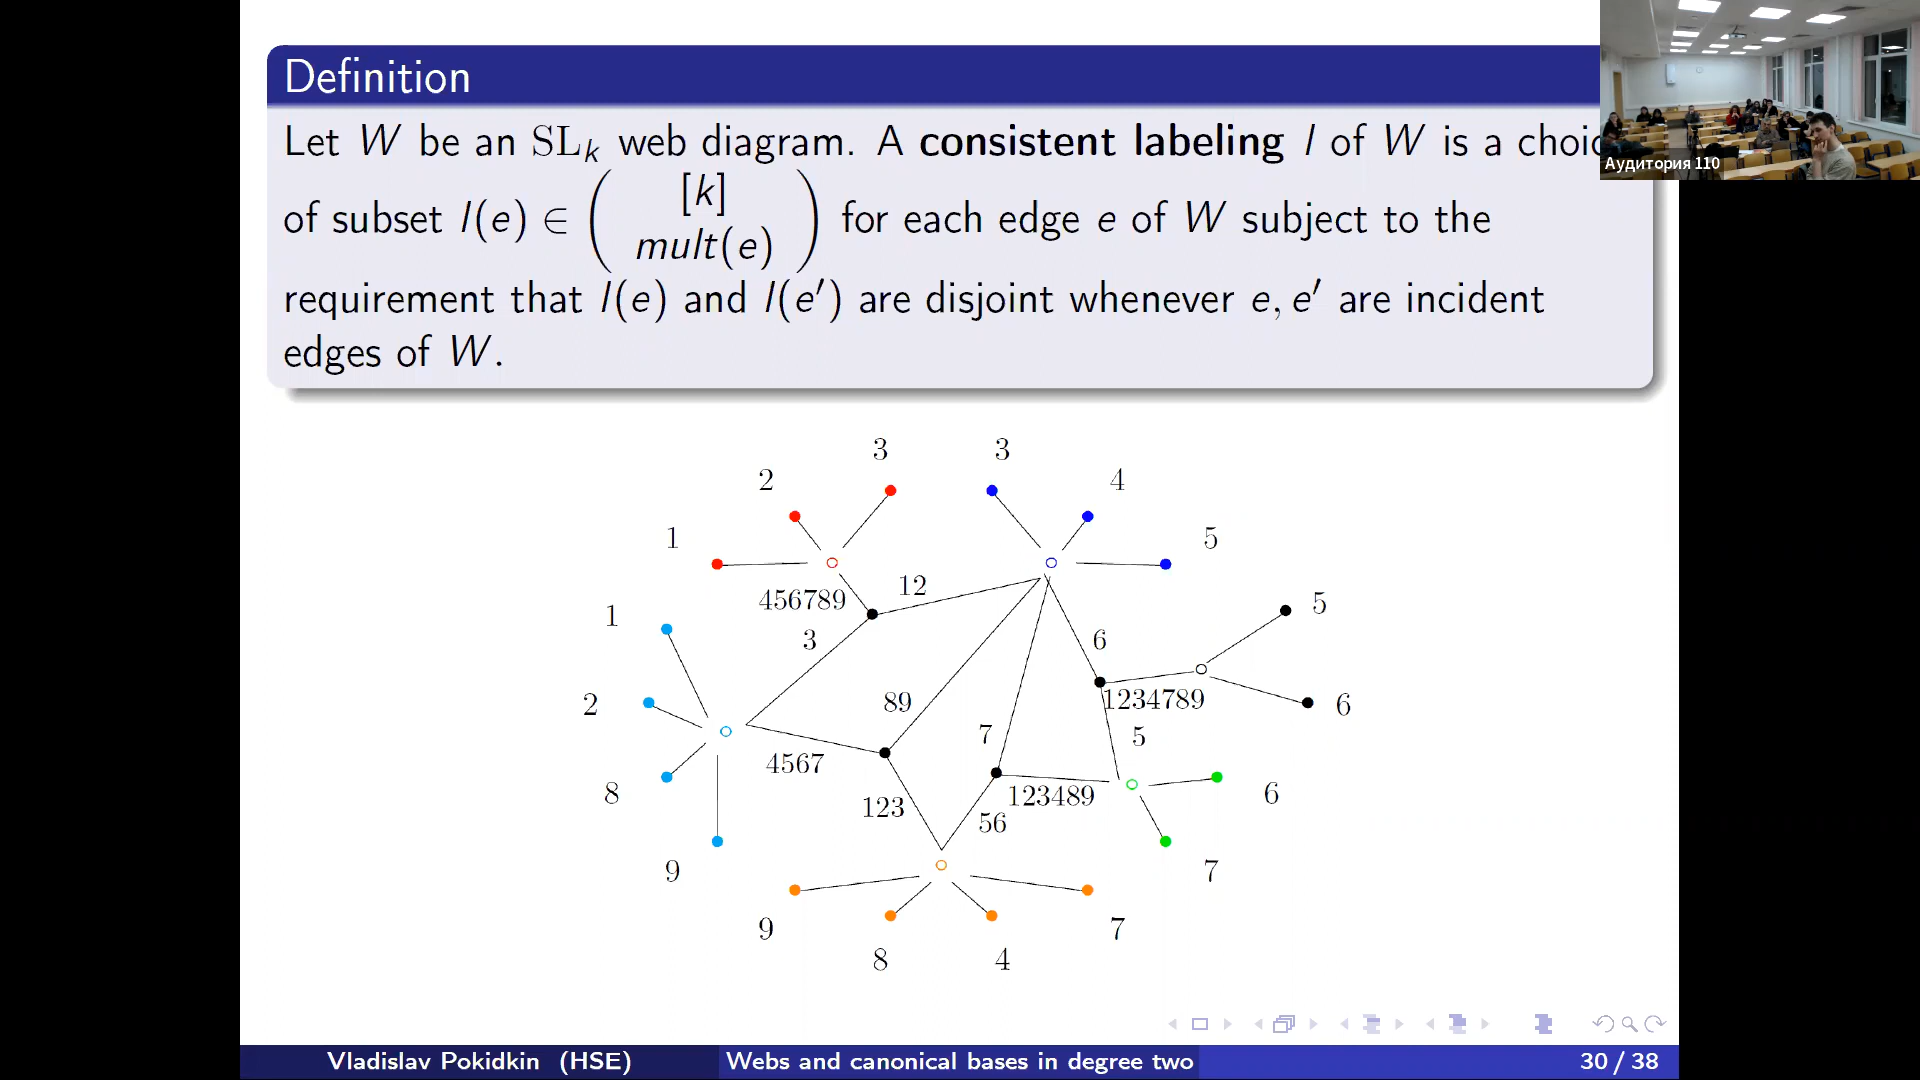 Definition
Let W be an SLₖ web diagram. A consistent labeling l of W is a choic
of subset l(e) ∈ ( [k] mult(e) ) for each edge e of W subject to the
requirement that l(e) and l(e′) are disjoint whenever e, e′ are incident
edges of W.
Аудитория 110
3 3
2 4
1 5
12
456789
1 5
3 6
89 1234789
2 6
7 5
4567
8 123489 6
123 56
9 7
9 7
8 4
Vladislav Pokidkin (HSE) Webs and canonical bases in degree two 30 / 38